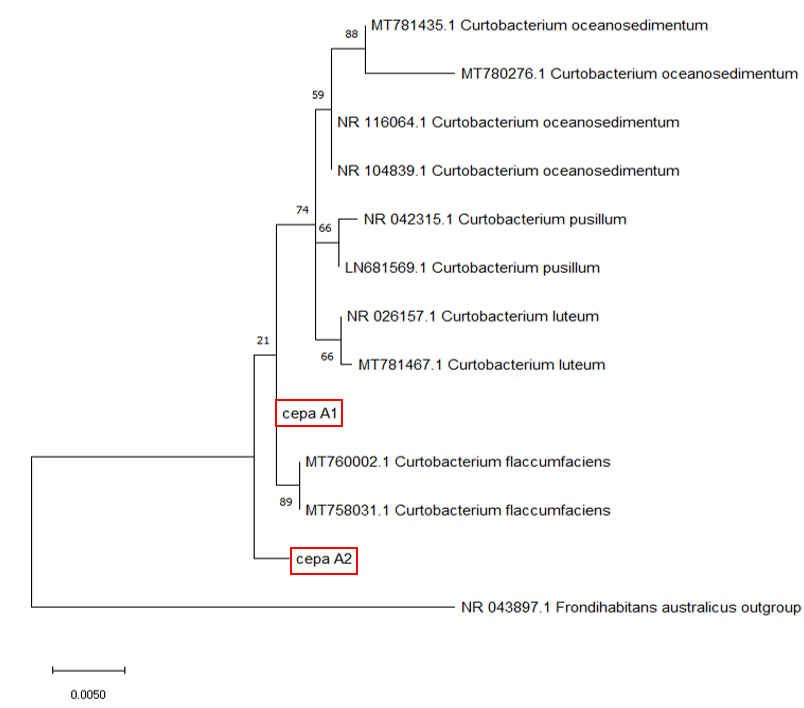 88
MT781435.1 Curtobacterium oceanosedimentum
MT780276.1 Curtobacterium oceanosedimentum
59
NR 116064.1 Curtobacterium oceanosedimentum
NR 104839.1 Curtobacterium oceanosedimentum
74
66
NR 042315.1 Curtobacterium pusillum
LN681569.1 Curtobacterium pusillum
NR 026157.1 Curtobacterium luteum
21
66
MT781467.1 Curtobacterium luteum
cepa A1
MT760002.1 Curtobacterium flaccumfaciens
89
MT758031.1 Curtobacterium flaccumfaciens
cepa A2
NR 043897.1 Frondihabitans australicus outgroup
0.0050